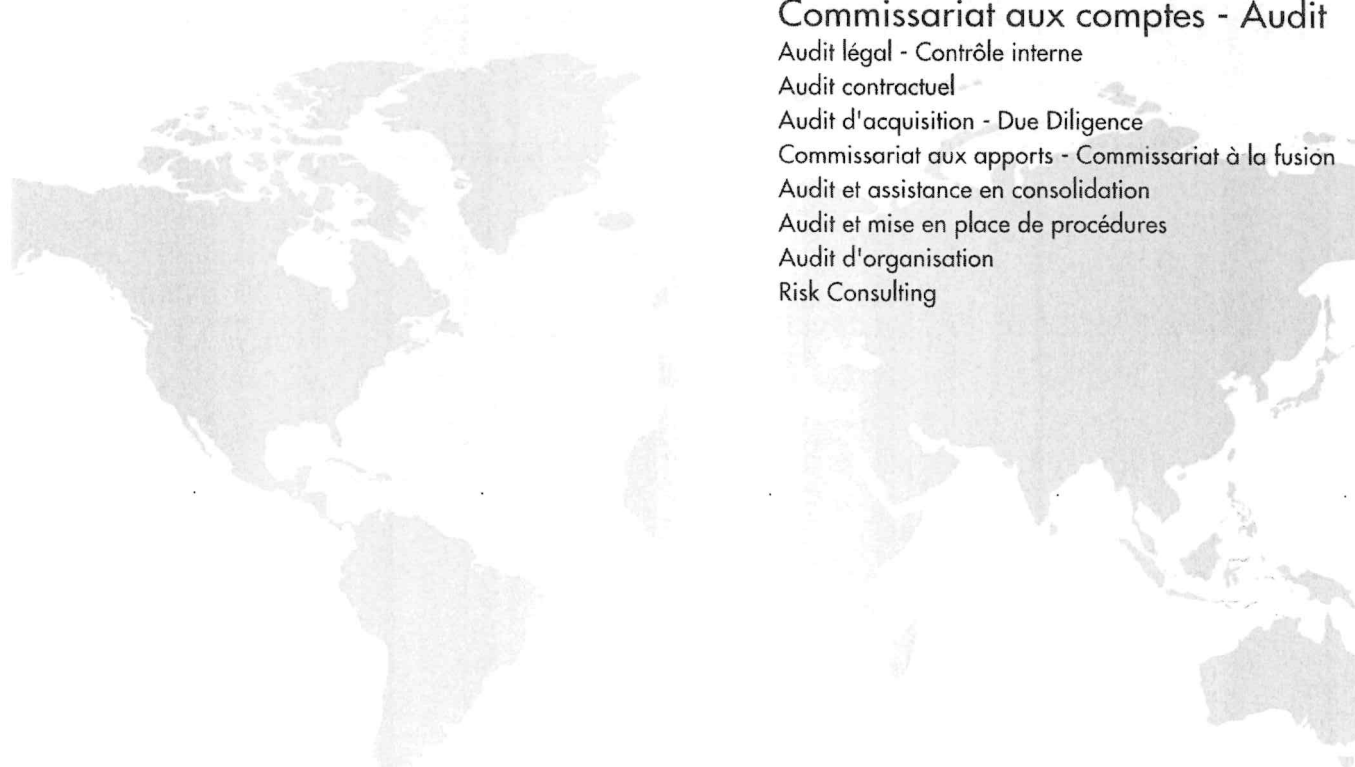 Commissariat aux comptes - Audit
Audit légal - Contrôle interne
Audit contractuel
Audit d'acquisition - Due Diligence
Commissariat aux apports - Commissariat à la fusion
Audit et assistance en consolidation
Audit et mise en place de procédures
Audit d'organisation
Risk Consulting